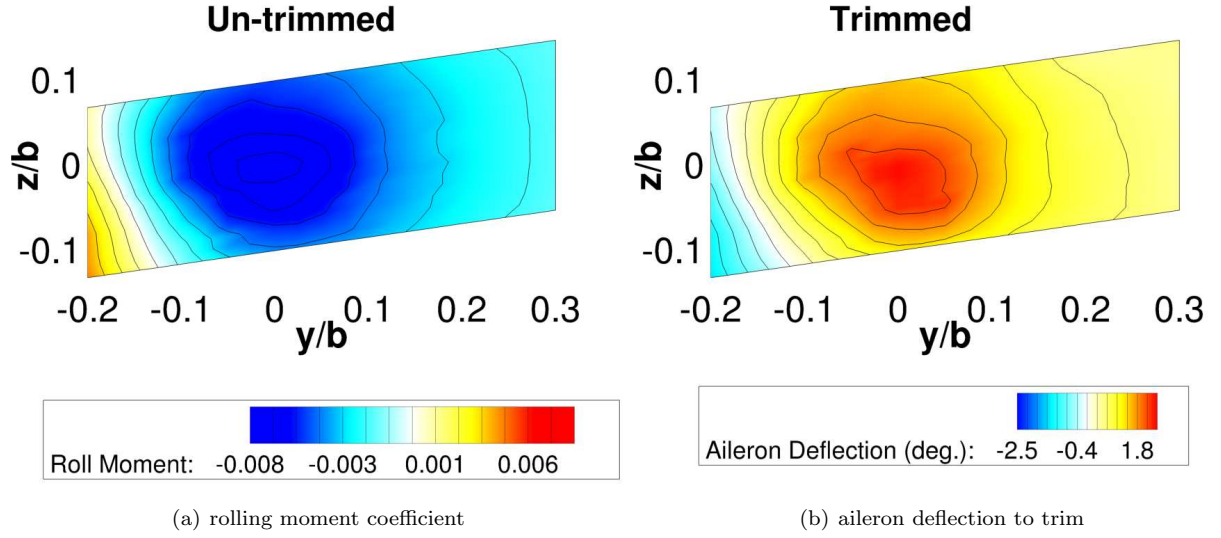 Un-trimmed
z/b
0.1
0
-0.1
-0.2 -0.1 0 0.1 0.2 0.3
y/b
Roll Moment: -0.008 -0.003 0.001 0.006
(a) rolling moment coefficient
Trimmed
z/b
0.1
0
-0.1
-0.2 -0.1 0 0.1 0.2 0.3
y/b
Aileron Deflection (deg.): -2.5 -0.4 1.8
(b) aileron deflection to trim